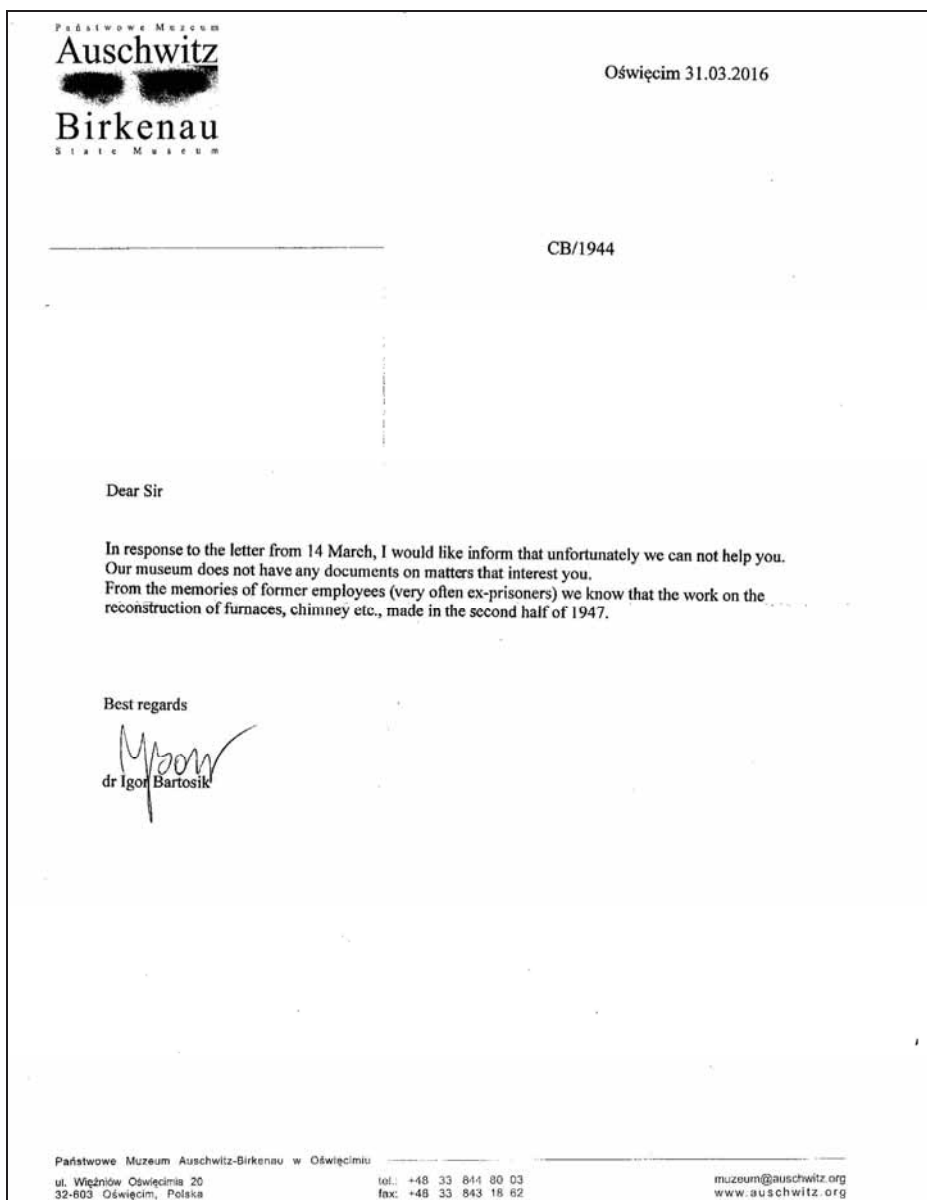 Państwowe Muzeum
Auschwitz
Birkenau
State Museum
Oświęcim 31.03.2016
CB/1944
Dear Sir
In response to the letter from 14 March, I would like inform that unfortunately we can not help you.
Our museum does not have any documents on matters that interest you.
From the memories of former employees (very often ex-prisoners) we know that the work on the
reconstruction of furnaces, chimney etc., made in the second half of 1947.
Best regards
dr Igor Bartosik
Państwowe Muzeum Auschwitz-Birkenau w Oświęcimiu
ul. Więźniów Oświęcimia 20
32-603 Oświęcim, Polska
tel.: +48 33 844 80 03
fax: +48 33 843 18 62
muzeum@auschwitz.org
www.auschwitz.org